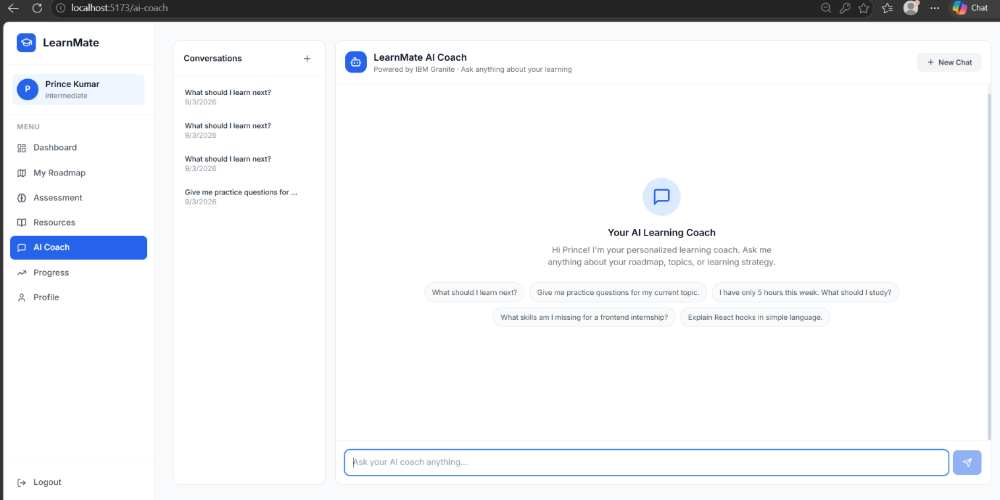 localhost:5173/ai-coach
Chat
LearnMate
P
Prince Kumar
intermediate
MENU
Dashboard
My Roadmap
Assessment
Resources
AI Coach
Progress
Profile
Logout
Conversations
What should I learn next?
9/3/2026
What should I learn next?
9/3/2026
What should I learn next?
9/3/2026
Give me practice questions for ...
9/3/2026
LearnMate AI Coach
Powered by IBM Granite · Ask anything about your learning
+ New Chat
Your AI Learning Coach
Hi Prince! I'm your personalized learning coach. Ask me
anything about your roadmap, topics, or learning strategy.
What should I learn next?
Give me practice questions for my current topic.
I have only 5 hours this week. What should I study?
What skills am I missing for a frontend internship?
Explain React hooks in simple language.
Ask your AI coach anything...